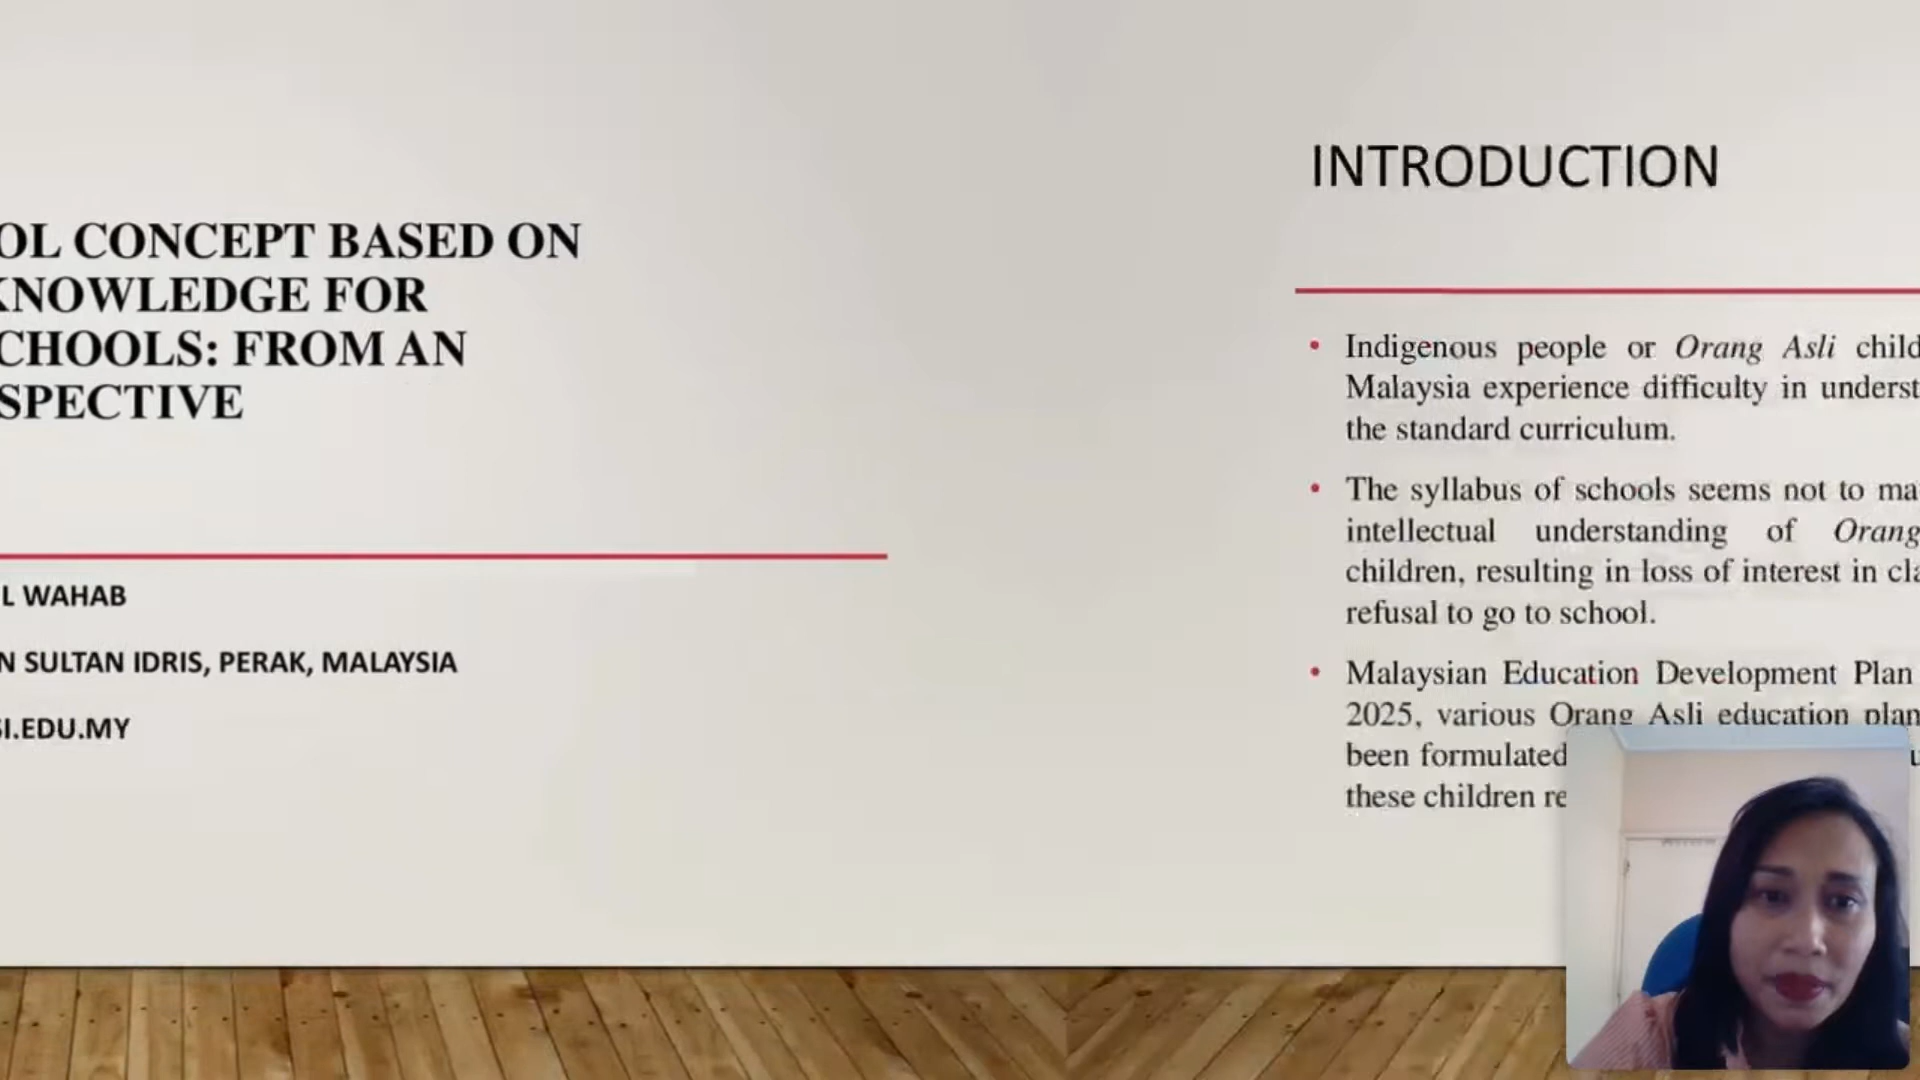 OL CONCEPT BASED ON
KNOWLEDGE FOR
CHOOLS: FROM AN
SPECTIVE
L WAHAB
N SULTAN IDRIS, PERAK, MALAYSIA
SI.EDU.MY
INTRODUCTION
• Indigenous people or Orang Asli child
Malaysia experience difficulty in underst
the standard curriculum.
• The syllabus of schools seems not to ma
intellectual understanding of Orang
children, resulting in loss of interest in cla
refusal to go to school.
• Malaysian Education Development Plan
2025, various Orang Asli education plan
been formulated
these children re